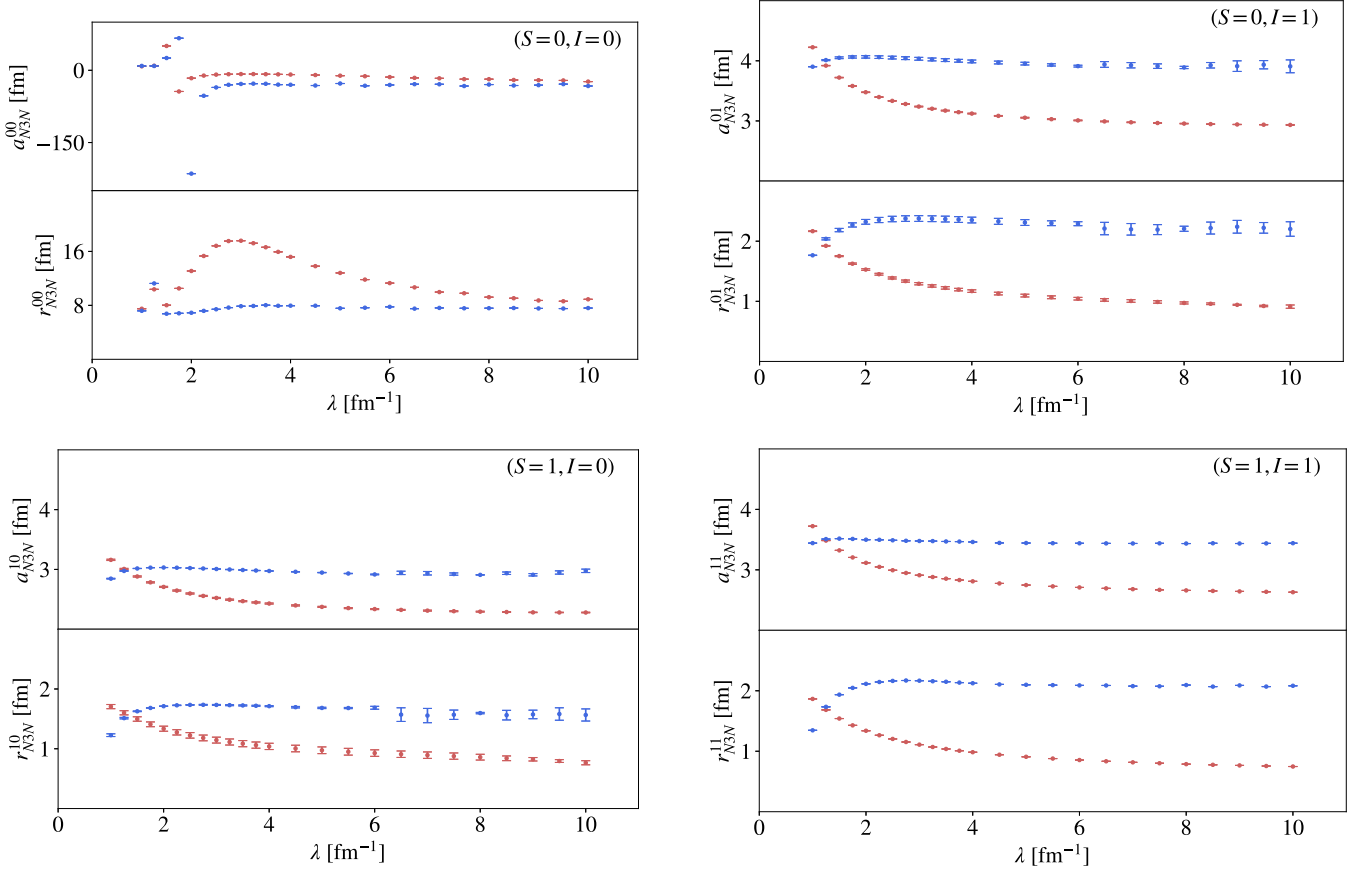 (S=0, I=0)
a^{00}_{N3N} [fm]
0
−150
r^{00}_{N3N} [fm]
16
8
0 2 4 6 8 10
λ [fm⁻¹]
(S=0, I=1)
a^{01}_{N3N} [fm]
4
3
r^{01}_{N3N} [fm]
2
1
0 2 4 6 8 10
λ [fm⁻¹]
(S=1, I=0)
a^{10}_{N3N} [fm]
4
3
r^{10}_{N3N} [fm]
2
1
0 2 4 6 8 10
λ [fm⁻¹]
(S=1, I=1)
a^{11}_{N3N} [fm]
4
3
r^{11}_{N3N} [fm]
2
1
0 2 4 6 8 10
λ [fm⁻¹]